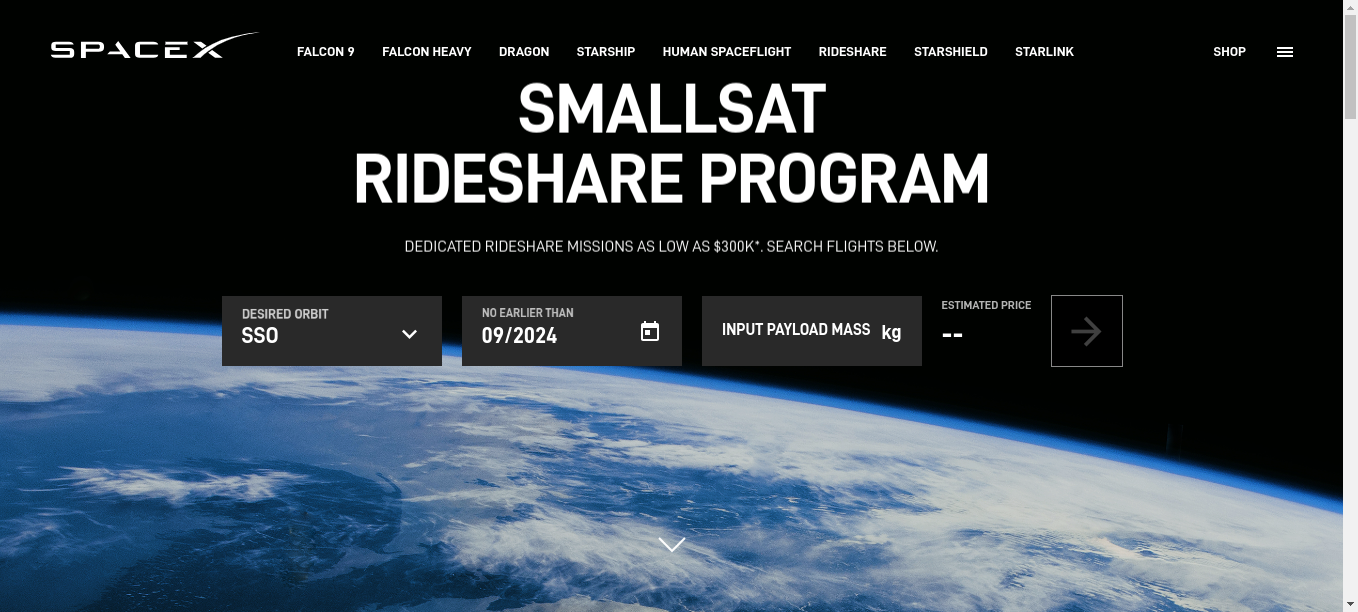 SPACEX
FALCON 9 FALCON HEAVY DRAGON STARSHIP HUMAN SPACEFLIGHT RIDESHARE STARSHIELD STARLINK SHOP
SMALLSAT
RIDESHARE PROGRAM
DEDICATED RIDESHARE MISSIONS AS LOW AS $300K*. SEARCH FLIGHTS BELOW.
DESIRED ORBIT
SSO
NO EARLIER THAN
09/2024
INPUT PAYLOAD MASS kg
ESTIMATED PRICE
--